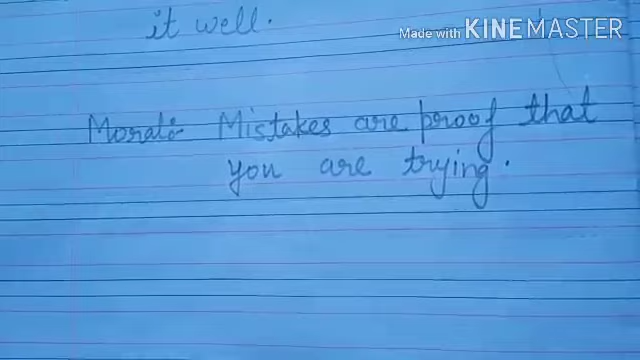 it well.
Made with KINEMASTER
Moral:- Mistakes are proof that
you are trying.